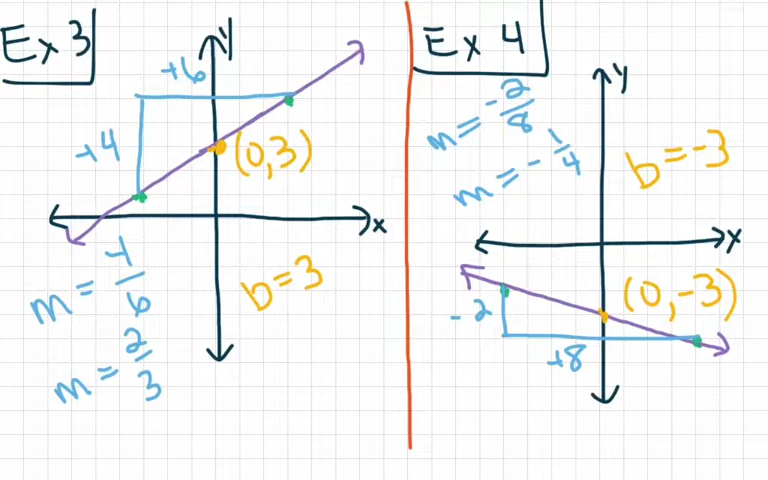 Ex 3
y
+6
+4
(0,3)
x
m = 4/6
b = 3
m = 2/3
Ex 4
y
m = -2/8
m = -1/4
b = -3
x
(0,-3)
-2
+8